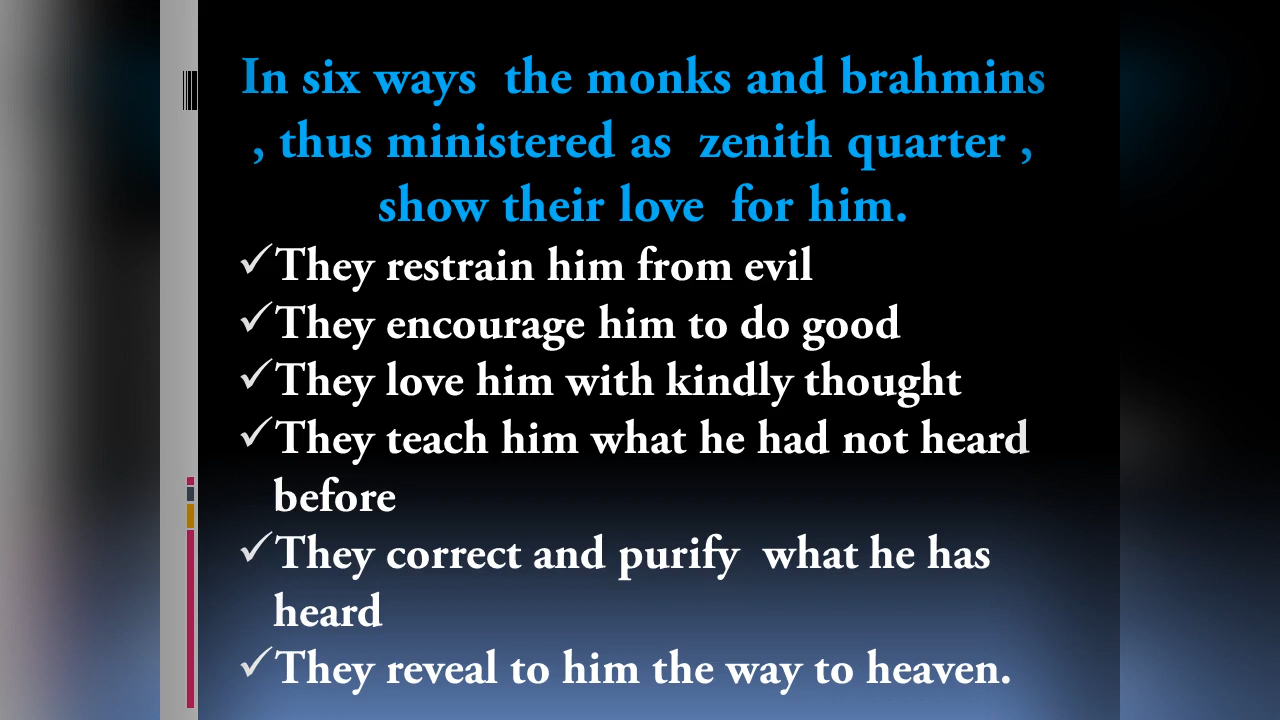 In six ways the monks and brahmins
, thus ministered as zenith quarter ,
show their love for him.
✓They restrain him from evil
✓They encourage him to do good
✓They love him with kindly thought
✓They teach him what he had not heard
before
✓They correct and purify what he has
heard
✓They reveal to him the way to heaven.